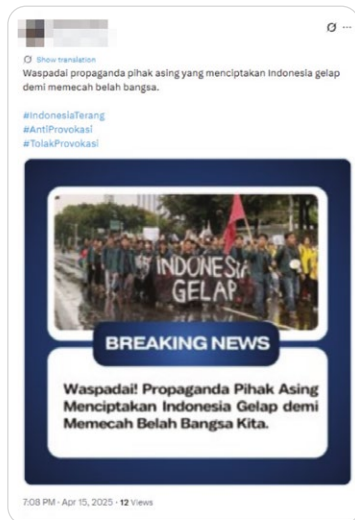 Show translation
Waspadai propaganda pihak asing yang menciptakan Indonesia gelap
demi memecah belah bangsa.
#IndonesiaTerang
#AntiProvokasi
#TolakProvokasi
INDONESIA
GELAP
BREAKING NEWS
Waspadai! Propaganda Pihak Asing
Menciptakan Indonesia Gelap demi
Memecah Belah Bangsa Kita.
7:08 PM · Apr 15, 2025 · 12 Views